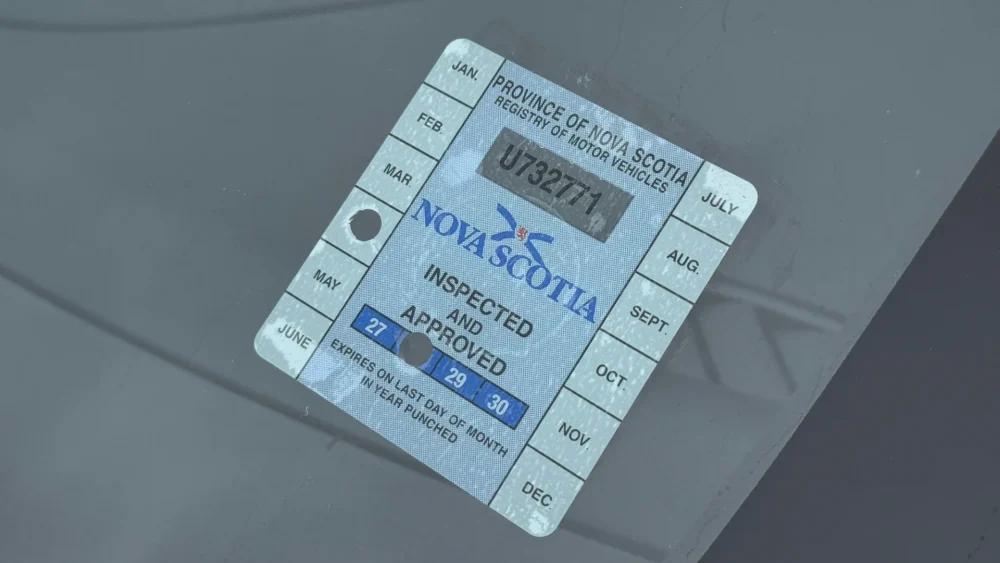 JAN.
FEB.
MAR.
MAY
JUNE
PROVINCE OF NOVA SCOTIA
REGISTRY OF MOTOR VEHICLES
U732771
NOVA SCOTIA
INSPECTED
AND
APPROVED
27 29 30
EXPIRES ON LAST DAY OF MONTH
IN YEAR PUNCHED
JULY
AUG.
SEPT.
OCT.
NOV.
DEC.